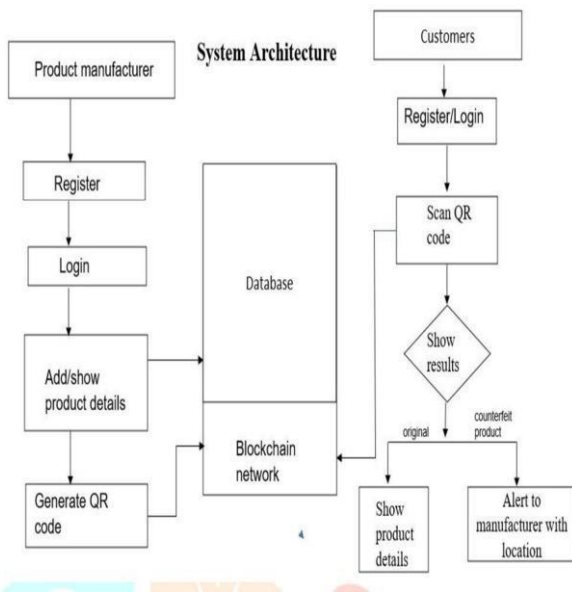 System Architecture
Product manufacturer
Register
Login
Add/show
product details
Generate QR
code
Database
Blockchain
network
Customers
Register/Login
Scan QR
code
Show
results
original
counterfeit
product
Show
product
details
Alert to
manufacturer with
location